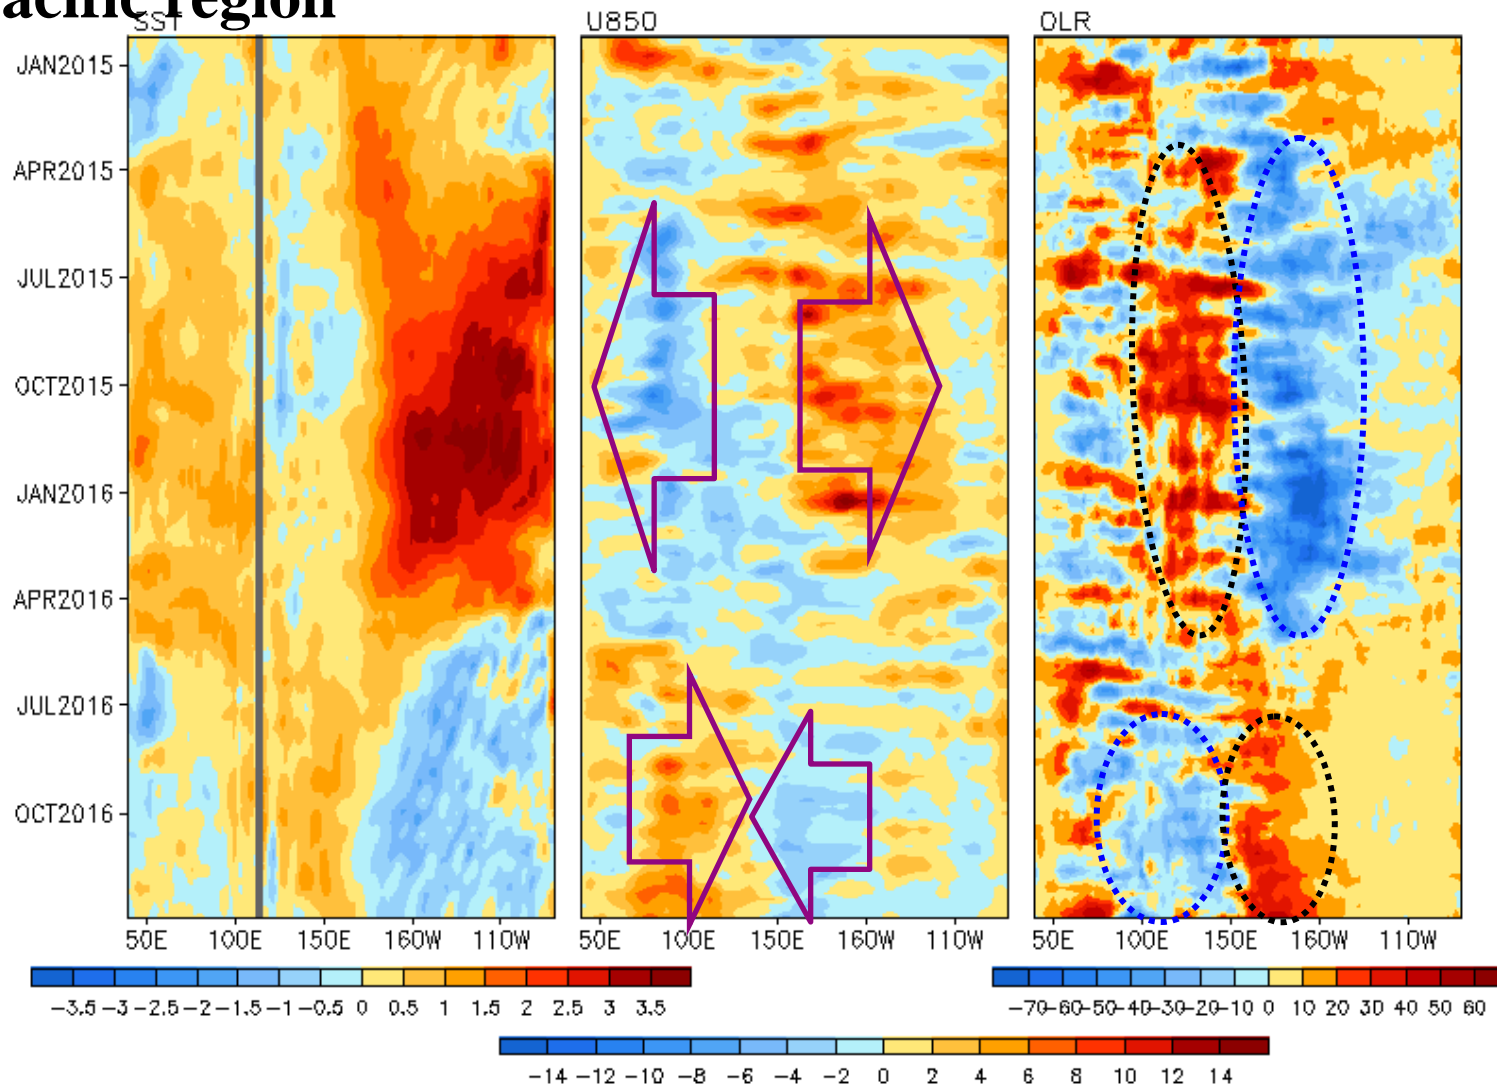 acific region
SST U850 OLR
JAN2015
APR2015
JUL2015
OCT2015
JAN2016
APR2016
JUL2016
OCT2016
50E 100E 150E 160W 110W 50E 100E 150E 160W 110W 50E 100E 150E 160W 110W
-3.5 -3 -2.5 -2 -1.5 -1 -0.5 0 0.5 1 1.5 2 2.5 3 3.5 -70 -60 -50 -40 -30 -20 -10 0 10 20 30 40 50 60
-14 -12 -10 -8 -6 -4 -2 0 2 4 6 8 10 12 14